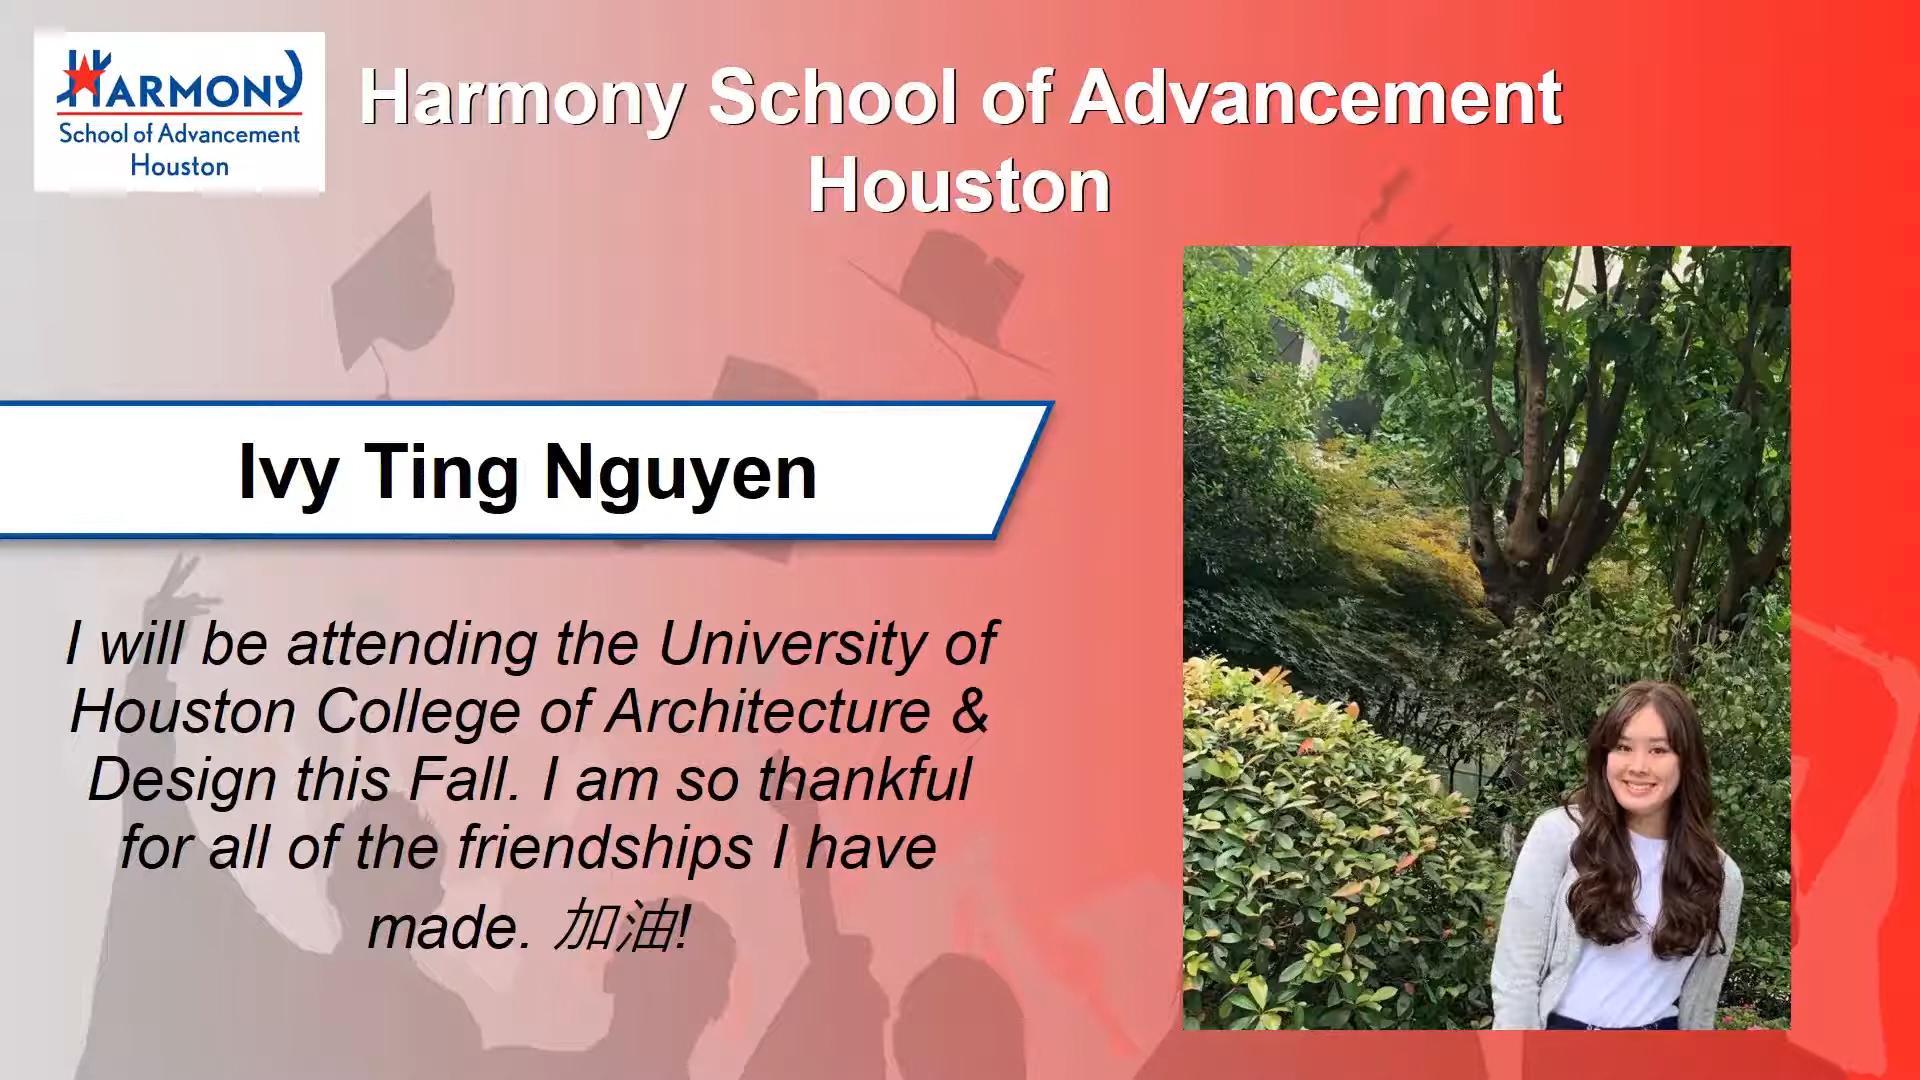 HARMONY
School of Advancement
Houston
Harmony School of Advancement
Houston
Ivy Ting Nguyen
I will be attending the University of
Houston College of Architecture &
Design this Fall. I am so thankful
for all of the friendships I have
made. 加油!